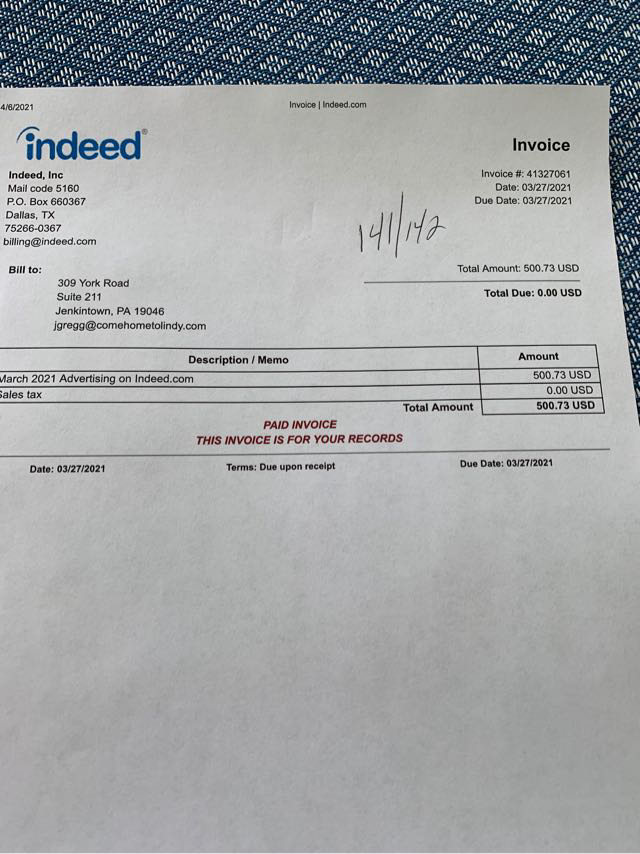 4/6/2021
Invoice | Indeed.com
indeed®
Invoice
Indeed, Inc
Mail code 5160
P.O. Box 660367
Dallas, TX
75266-0367
billing@indeed.com
Invoice #: 41327061
Date: 03/27/2021
Due Date: 03/27/2021
141/142
Total Amount: 500.73 USD
Total Due: 0.00 USD
Bill to:
309 York Road
Suite 211
Jenkintown, PA 19046
jgregg@comehometolindy.com
Description / Memo Amount
March 2021 Advertising on Indeed.com 500.73 USD
Sales tax 0.00 USD
Total Amount 500.73 USD
PAID INVOICE
THIS INVOICE IS FOR YOUR RECORDS
Date: 03/27/2021 Terms: Due upon receipt Due Date: 03/27/2021